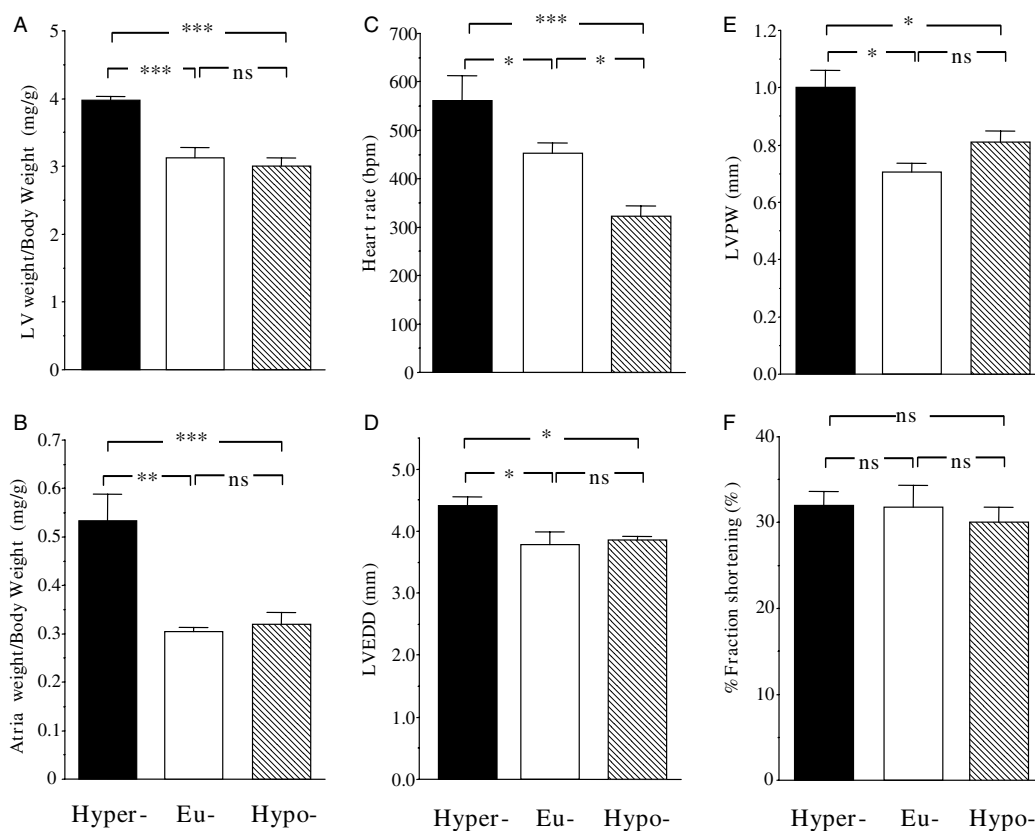 A
***
***
ns
5
4
3
2
1
0
LV weight/Body Weight (mg/g)
B
***
**
ns
0.7
0.6
0.5
0.4
0.3
0.2
0.1
0
Atria weight/Body Weight (mg/g)
Hyper- Eu- Hypo-
C
***
*
*
700
600
500
400
300
200
100
0
Heart rate (bpm)
D
*
*
ns
5.0
4.0
3.0
2.0
1.0
0.0
LVEDD (mm)
Hyper- Eu- Hypo-
E
*
*
ns
1.0
0.8
0.6
0.4
0.2
0.0
LVPW (mm)
F
ns
ns
ns
40
30
20
10
0
% Fraction shortening (%)
Hyper- Eu- Hypo-